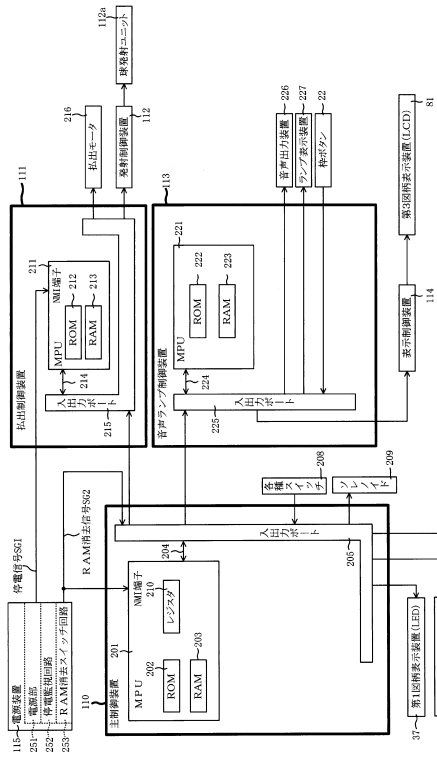 112a
球発射ユニット
216
払出モータ
112
発射制御装置
111
払出制御装置
211
NMI端子
MPU
ROM
212
RAM
213
214
入出力ポート
215
停電信号SG1
RAM消去信号SG2
電源装置
115
電源部
251
停電監視回路
252
RAM消去スイッチ回路
253
113
音声ランプ制御装置
221
MPU
ROM
222
RAM
223
224
入出力ポート
225
226
音声出力装置
227
ランプ表示装置
22
枠ボタン
81
第3図柄表示装置(LCD)
表示制御装置
114
110
主制御装置
201
MPU
NMI端子
210
レジスタ
202
ROM
203
RAM
204
入出力ポート
205
各種スイッチ
208
ソレノイド
209
第1図柄表示装置(LED)
37